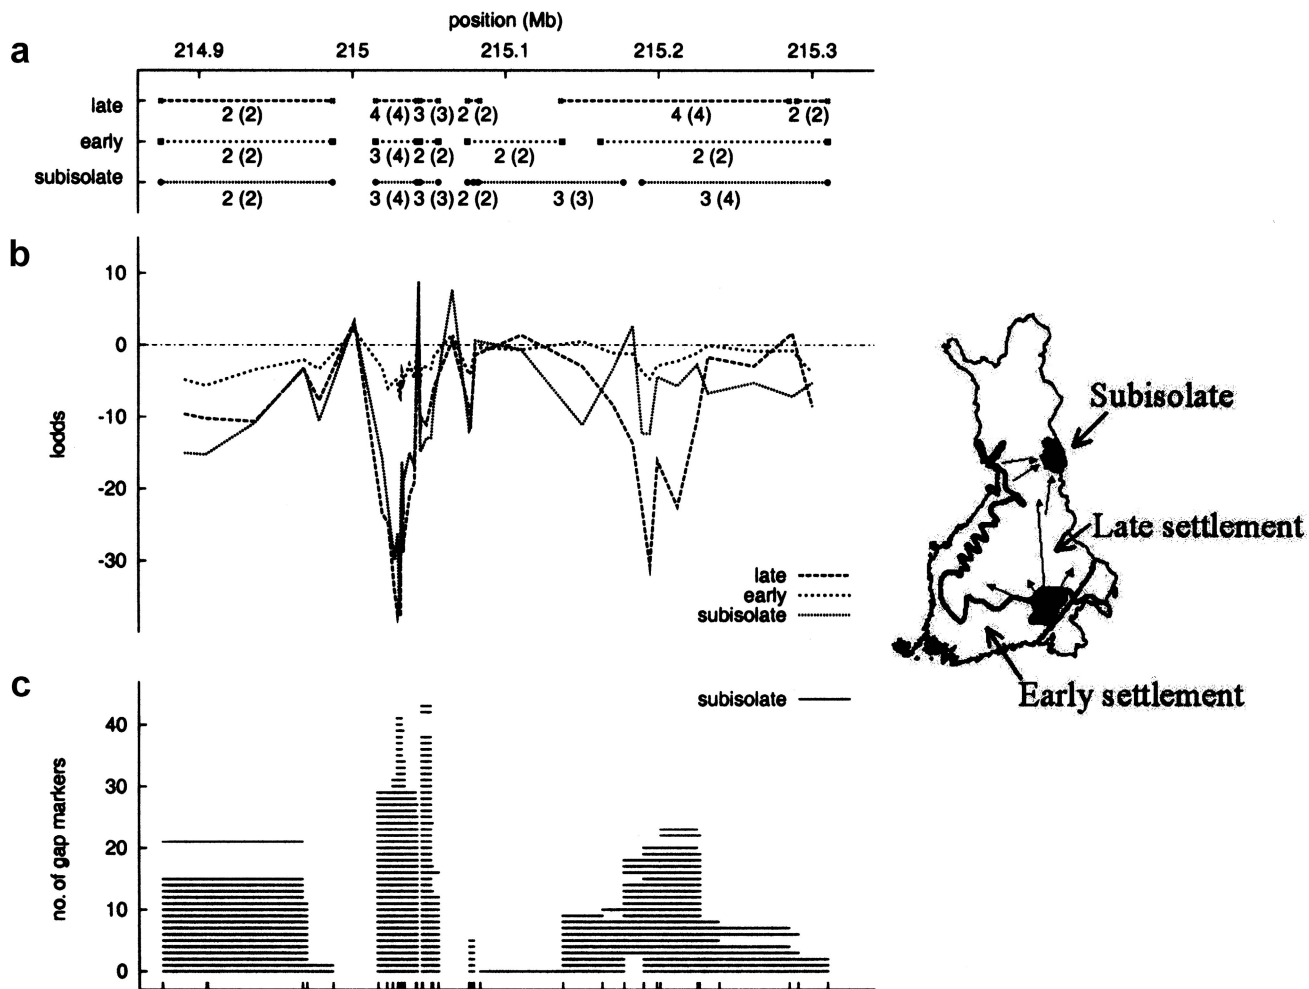 position (Mb)
a
214.9 215 215.1 215.2 215.3
late
2 (2) 4 (4) 3 (3) 2 (2) 4 (4) 2 (2)
early
2 (2) 3 (4) 2 (2) 2 (2) 2 (2)
subisolate
2 (2) 3 (4) 3 (3) 2 (2) 3 (3) 3 (4)
b
10
0
-10
-20
-30
lodds
late
early
subisolate
Subisolate
Late settlement
Early settlement
c
subisolate
40
30
20
10
0
no. of gap markers